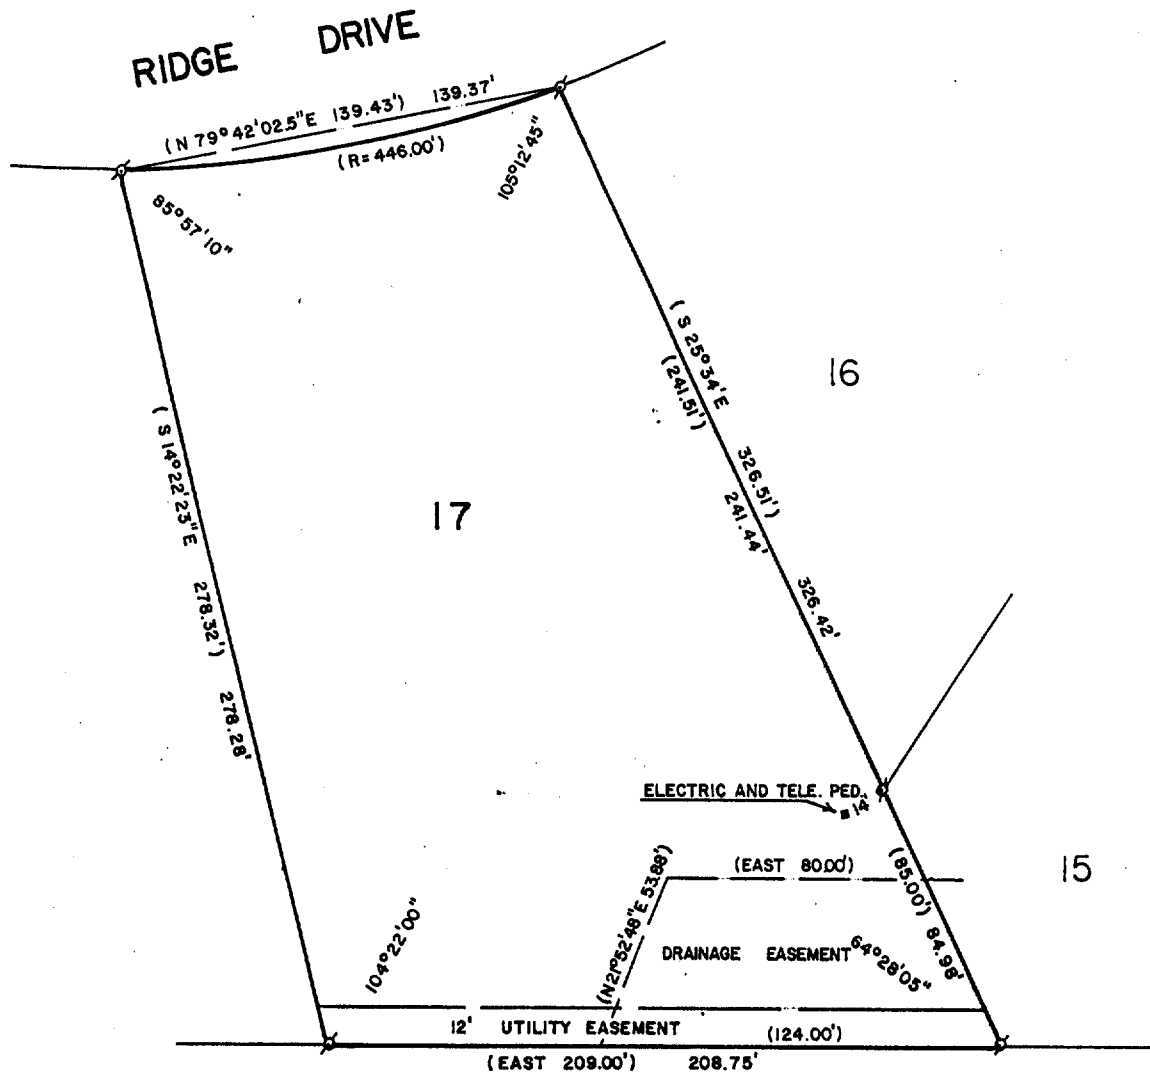 RIDGE DRIVE
(N 79°42'02.5"E 139.43') 139.37'
(R=446.00')
105°12'45"
85°57'10"
(S 25°34'E 326.51') 326.42'
(241.51') 241.44'
16
(S 14°22'23"E 278.32') 278.28'
17
ELECTRIC AND TELE. PED.
14'
(EAST 80.00')
(85.00') 84.98'
15
(N 21°52'48"E 53.88')
104°22'00"
DRAINAGE EASEMENT
64°28'05"
12' UTILITY EASEMENT
(124.00')
(EAST 209.00') 208.75'